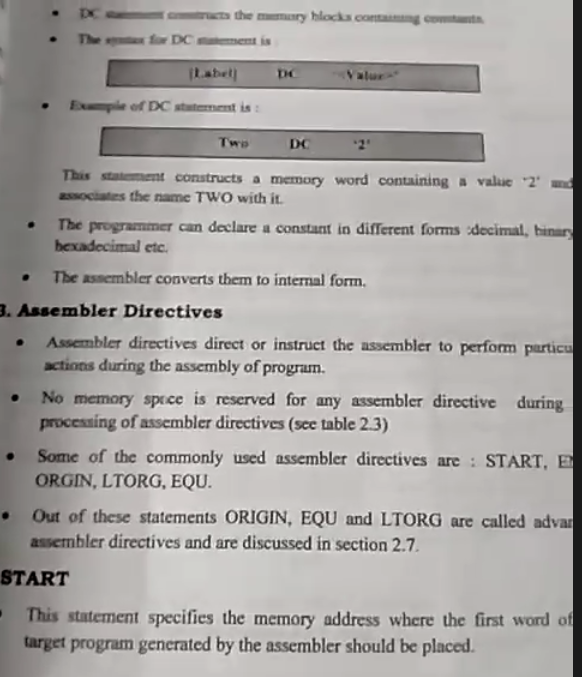 • DC statement constructs the memory blocks containing constants.
• The syntax for DC statement is
[Label] DC '<Value>'
• Example of DC statement is :
Two DC '2'
This statement constructs a memory word containing a value '2' and
associates the name TWO with it.
• The programmer can declare a constant in different forms :decimal, binary
hexadecimal etc.
• The assembler converts them to internal form.
3. Assembler Directives
• Assembler directives direct or instruct the assembler to perform particu
actions during the assembly of program.
• No memory space is reserved for any assembler directive during
processing of assembler directives (see table 2.3)
• Some of the commonly used assembler directives are : START, EN
ORGIN, LTORG, EQU.
• Out of these statements ORIGIN, EQU and LTORG are called advan
assembler directives and are discussed in section 2.7.
START
This statement specifies the memory address where the first word of
target program generated by the assembler should be placed.